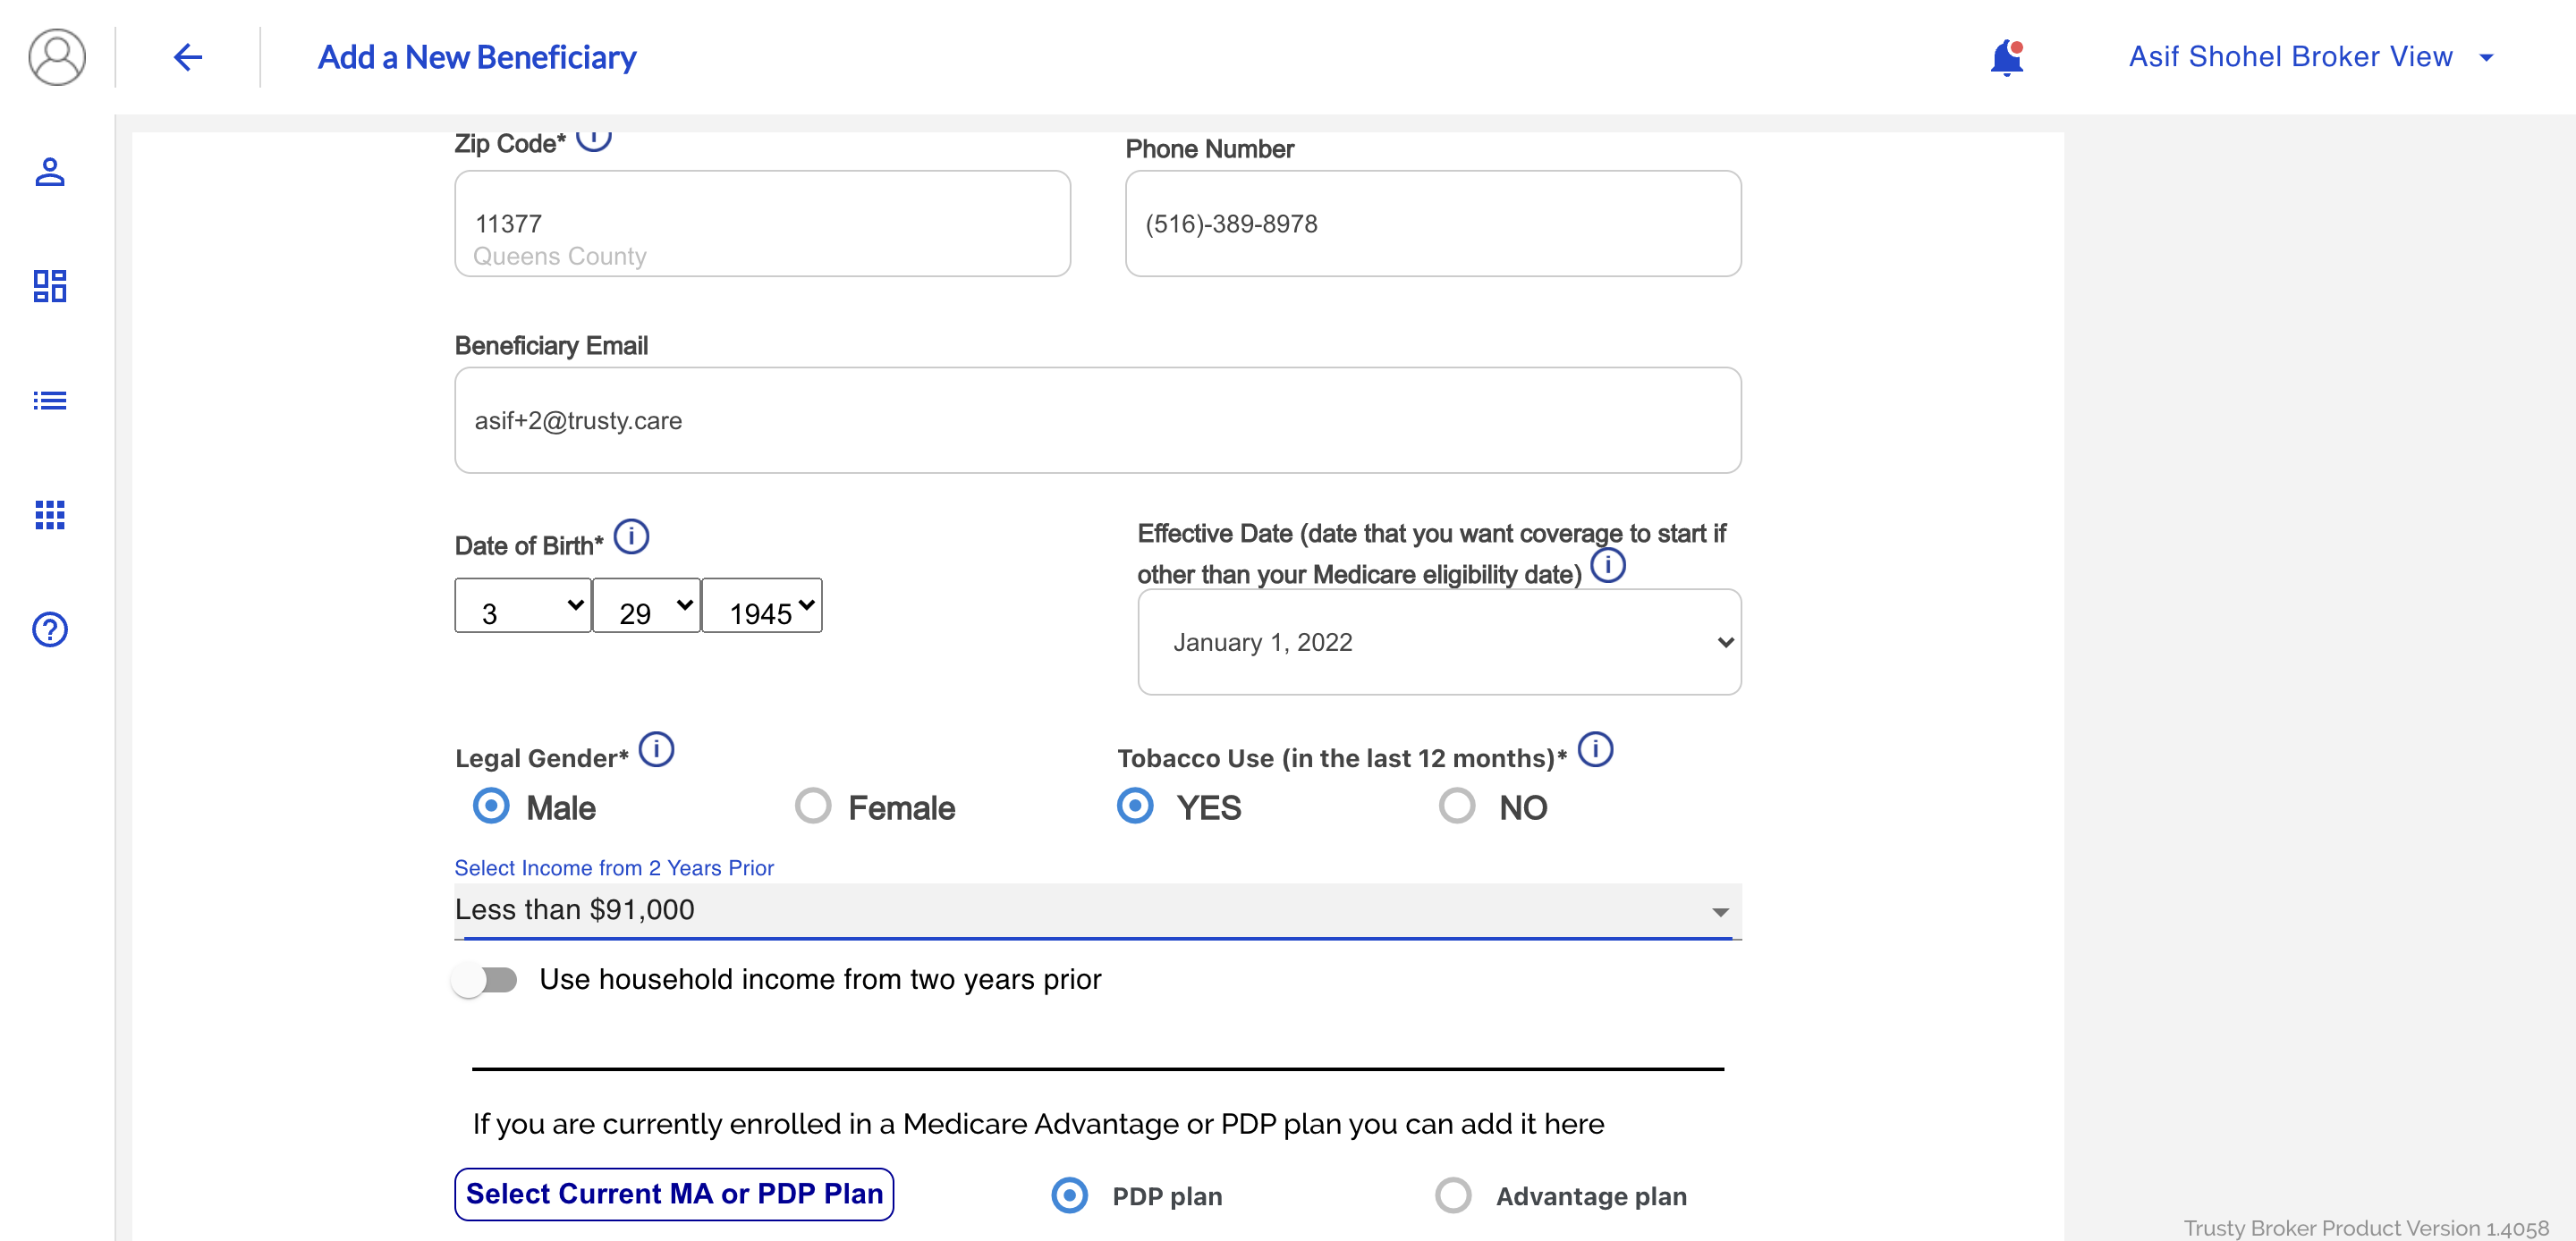 Add a New Beneficiary
Asif Shohel Broker View
Zip Code*
Phone Number
11377
Queens County
(516)-389-8978
Beneficiary Email
asif+2@trusty.care
Date of Birth*
Effective Date (date that you want coverage to start if
other than your Medicare eligibility date)
3 29 1945
January 1, 2022
Legal Gender*
Tobacco Use (in the last 12 months)*
Male Female
YES NO
Select Income from 2 Years Prior
Less than $91,000
Use household income from two years prior
If you are currently enrolled in a Medicare Advantage or PDP plan you can add it here
Select Current MA or PDP Plan
PDP plan
Advantage plan
Trusty Broker Product Version 1.4058